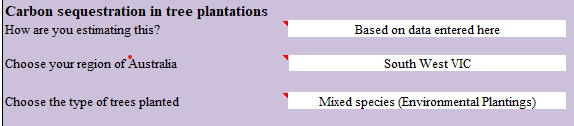 Carbon sequestration in tree plantations
How are you estimating this? Based on data entered here
Choose your region of Australia South West VIC
Choose the type of trees planted Mixed species (Environmental Plantings)